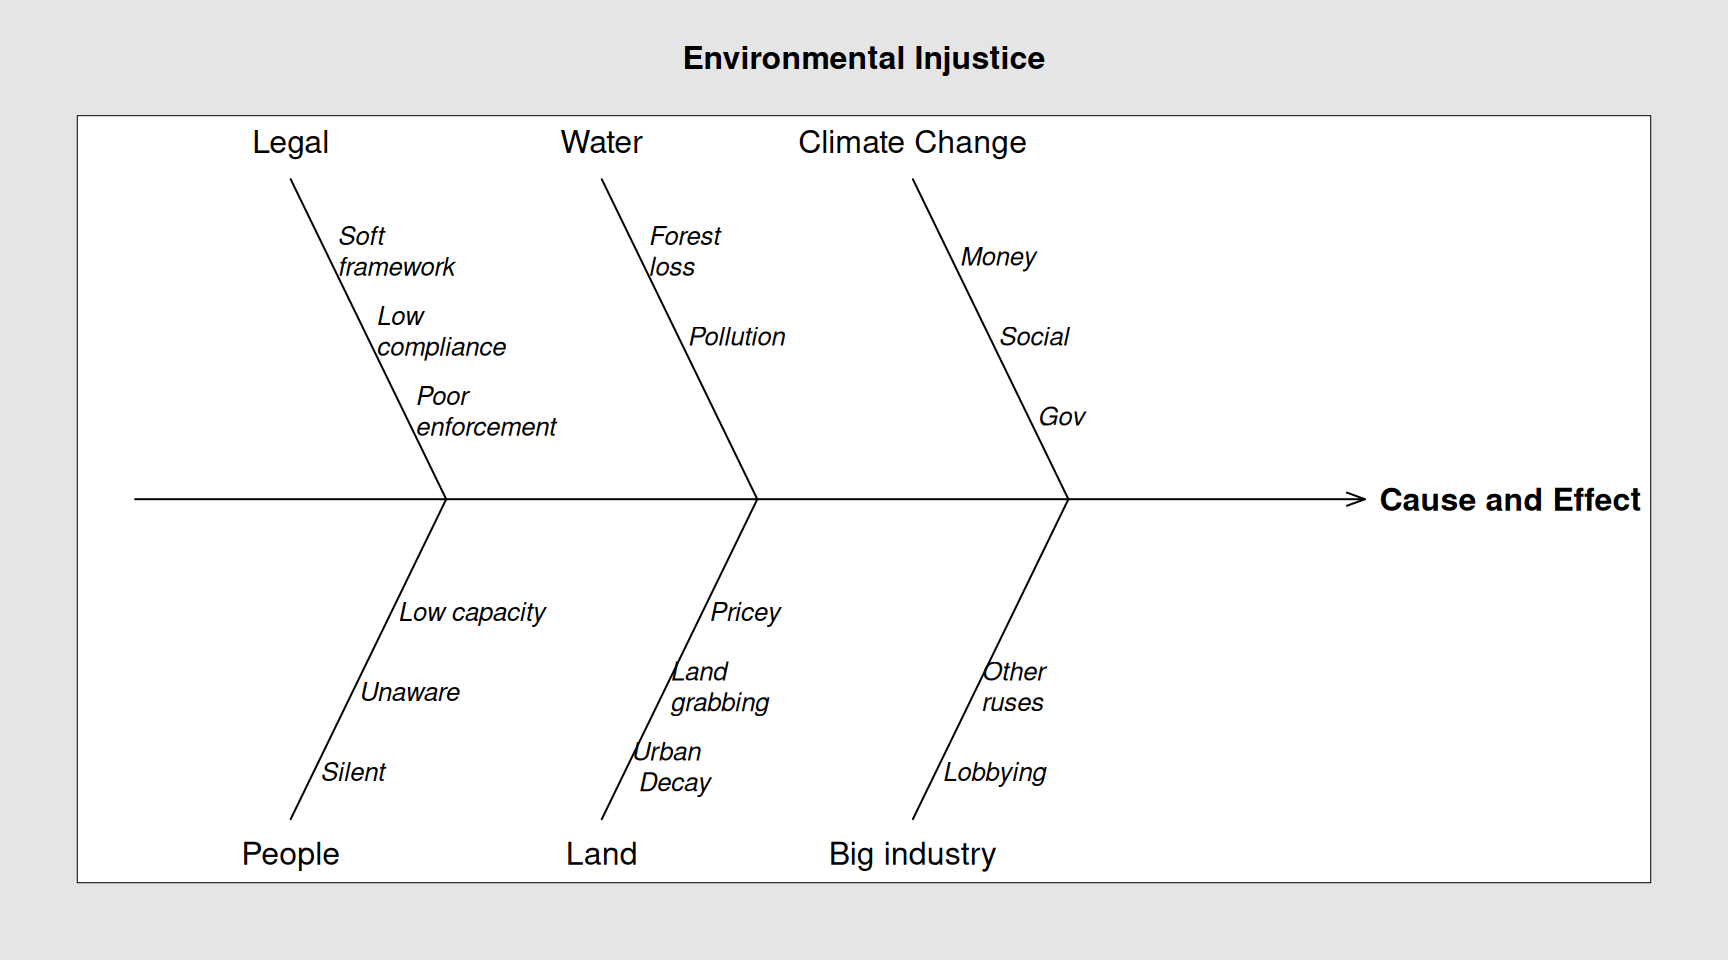 Environmental Injustice
Legal
Water
Climate Change
Soft
framework
Low
compliance
Poor
enforcement
Forest
loss
Pollution
Money
Social
Gov
Cause and Effect
Low capacity
Unaware
Silent
Pricey
Land
grabbing
Urban
Decay
Other
ruses
Lobbying
People
Land
Big industry